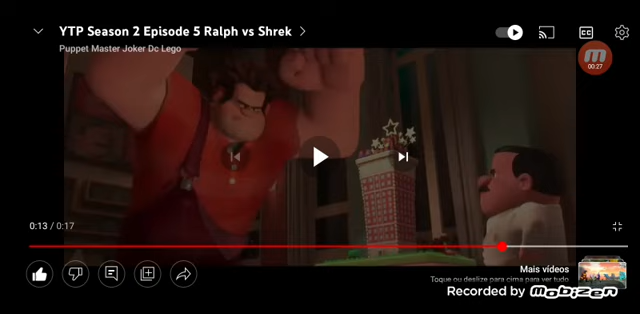 YTP Season 2 Episode 5 Ralph vs Shrek
Puppet Master Joker Dc Lego
CC
00:27
0:13 / 0:17
Mais vídeos
Toque ou deslize para cima para ver tudo
Recorded by MOBIZEN